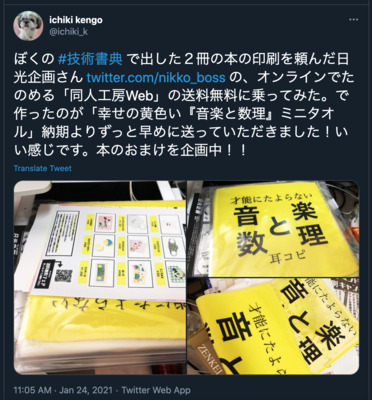 ichiki kengo
@ichiki_k
ぼくの #技術書典 で出した２冊の本の印刷を頼んだ日
光企画さん twitter.com/nikko_boss の、オンラインでた
のめる「同人工房Web」の送料無料に乗ってみた。で
作ったのが「幸せの黄色い『音楽と数理』ミニタオ
ル」納期よりずっと早めに送っていただきました！い
い感じです。本のおまけを企画中！！
Translate Tweet
才能にたよらない
音楽
と
数理
耳コピ
才能にたよらない
ZENKEI
11:05 AM · Jan 24, 2021 · Twitter Web App